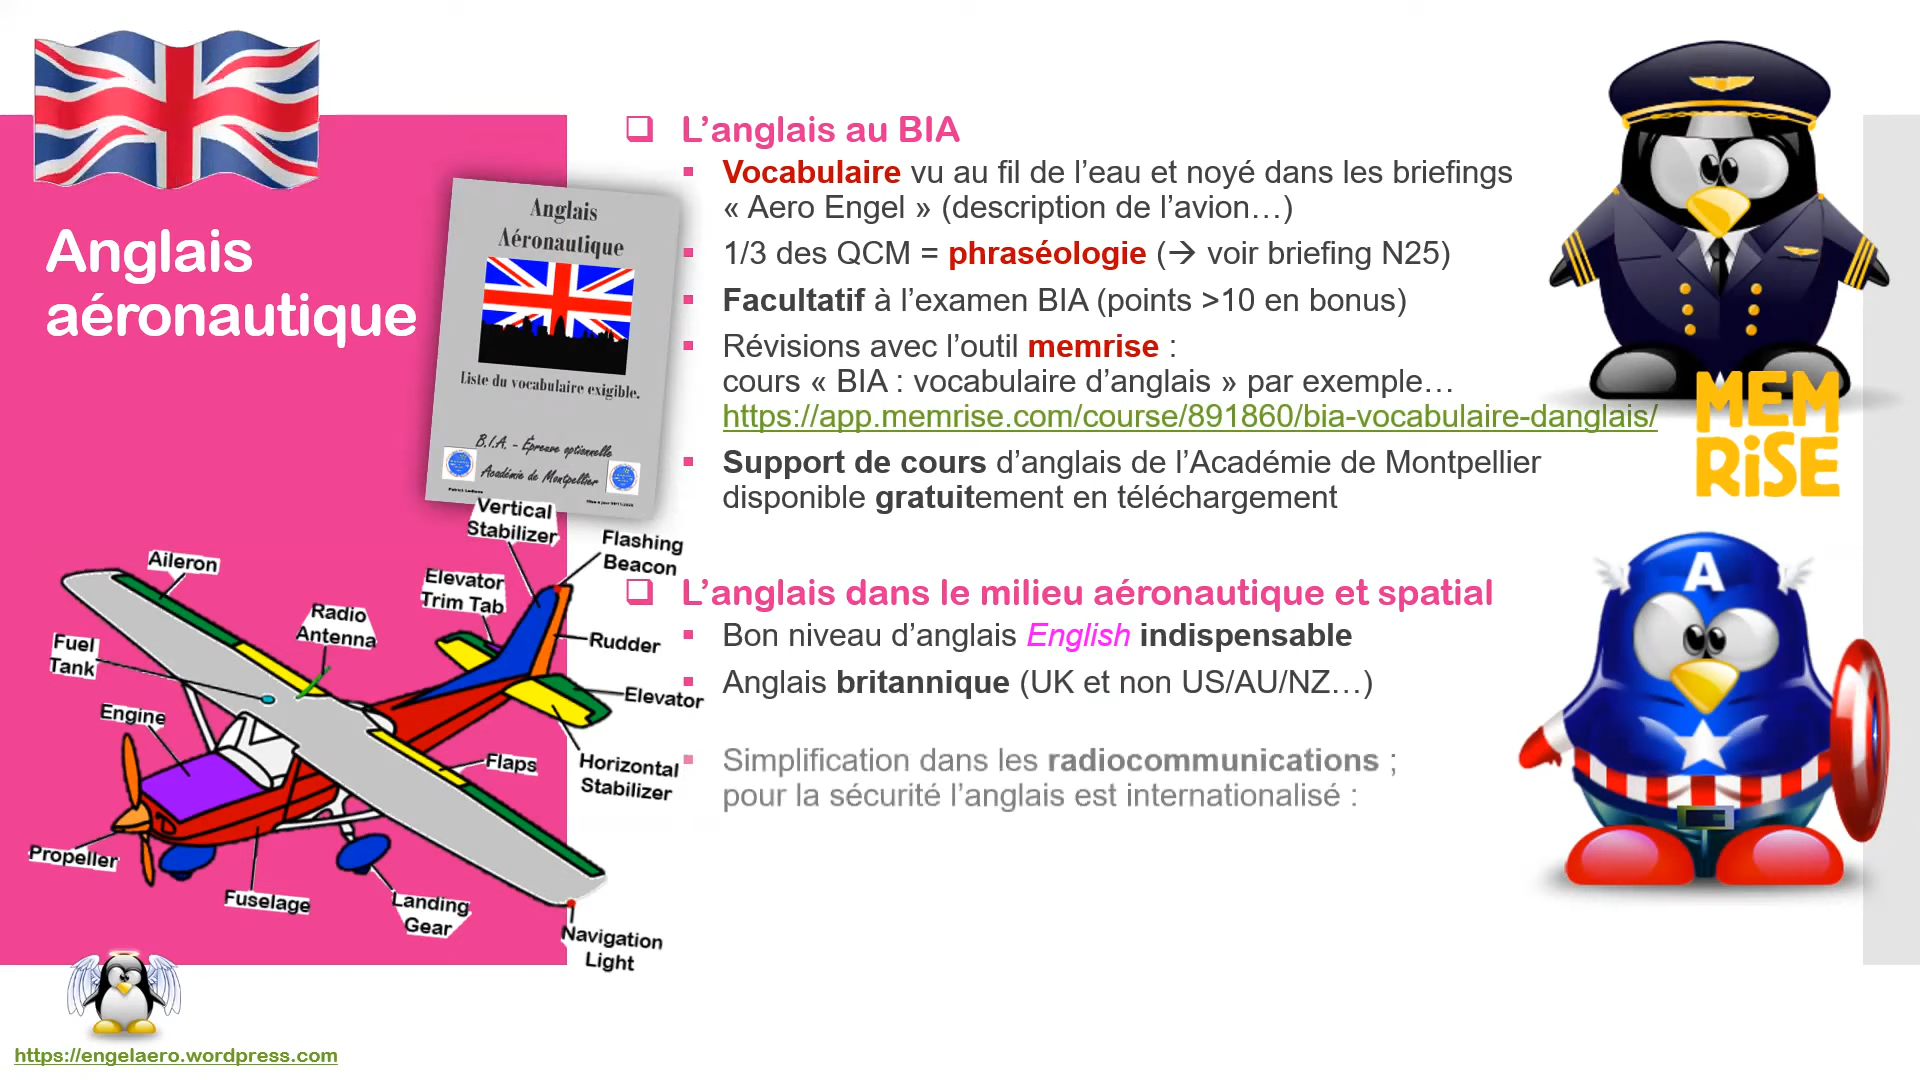 Anglais
aéronautique
Anglais
Aéronautique
Liste du vocabulaire exigible.
B.I.A. - Épreuve optionnelle
Académie de Montpellier
❑ L’anglais au BIA
▪ Vocabulaire vu au fil de l’eau et noyé dans les briefings
« Aero Engel » (description de l’avion…)
▪ 1/3 des QCM = phraséologie (→ voir briefing N25)
▪ Facultatif à l’examen BIA (points >10 en bonus)
▪ Révisions avec l’outil memrise :
cours « BIA : vocabulaire d’anglais » par exemple…
https://app.memrise.com/course/891860/bia-vocabulaire-danglais/
▪ Support de cours d’anglais de l’Académie de Montpellier
disponible gratuitement en téléchargement
❑ L’anglais dans le milieu aéronautique et spatial
▪ Bon niveau d’anglais English indispensable
▪ Anglais britannique (UK et non US/AU/NZ…)
▪ Simplification dans les radiocommunications ;
pour la sécurité l’anglais est internationalisé :
MEM
RiSE
A
Vertical
Stabilizer
Flashing
Beacon
Aileron
Elevator
Trim Tab
Radio
Antenna
Rudder
Fuel
Tank
Elevator
Engine
Flaps
Horizontal
Stabilizer
Propeller
Fuselage
Landing
Gear
Navigation
Light
https://engelaero.wordpress.com